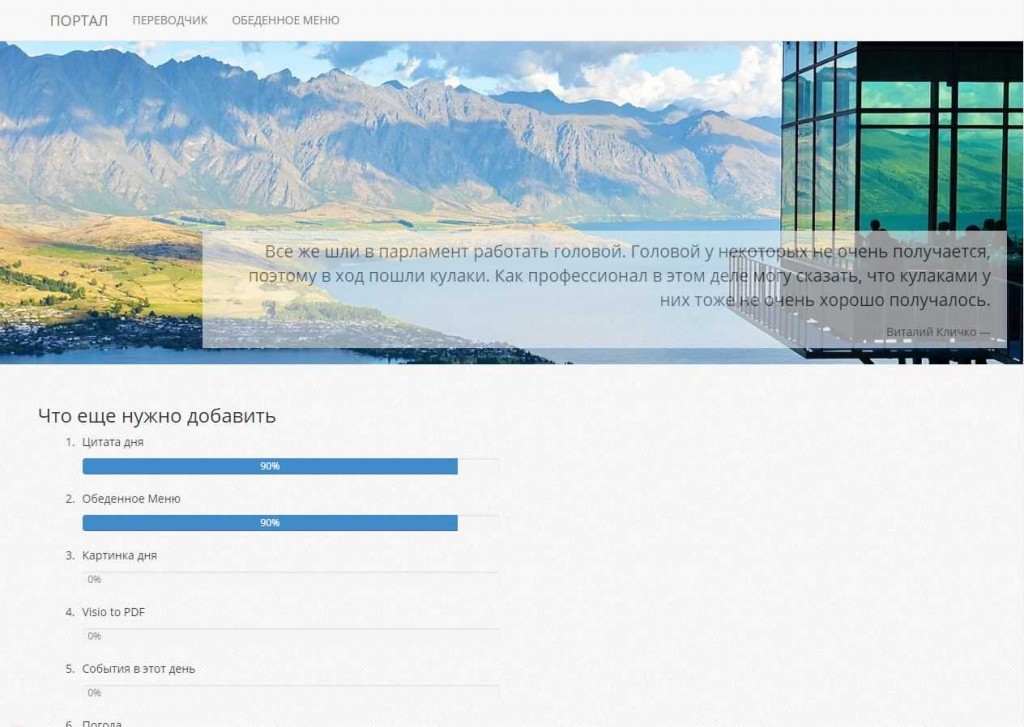 ПОРТАЛ ПЕРЕВОДЧИК ОБЕДЕННОЕ МЕНЮ
Все же шли в парламент работать головой. Головой у некоторых не очень получается,
поэтому в ход пошли кулаки. Как профессионал в этом деле могу сказать, что кулаками у
них тоже не очень хорошо получалось.
Виталий Кличко —
Что еще нужно добавить
1. Цитата дня
90%
2. Обеденное Меню
90%
3. Картинка дня
0%
4. Visio to PDF
0%
5. События в этот день
0%
6. Погода